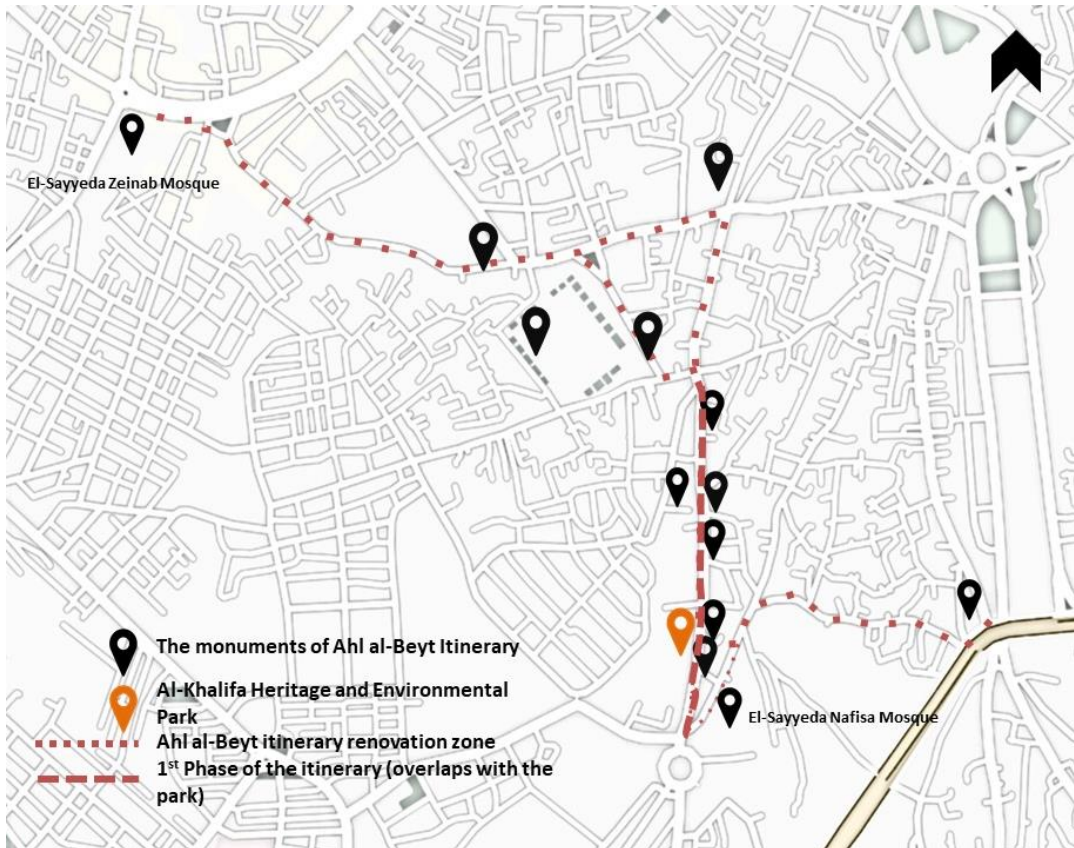 El-Sayyeda Zeinab Mosque
The monuments of Ahl al-Beyt Itinerary
Al-Khalifa Heritage and Environmental
Park
El-Sayyeda Nafisa Mosque
Ahl al-Beyt itinerary renovation zone
1st Phase of the itinerary (overlaps with the
park)